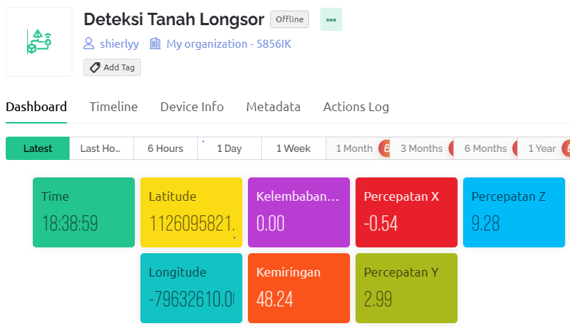 Deteksi Tanah Longsor Offline
shierlyy My organization - 5856IK
Add Tag
Dashboard Timeline Device Info Metadata Actions Log
Latest Last Ho... 6 Hours 1 Day 1 Week 1 Month 3 Months 6 Months 1 Year
Time Latitude Kelembaban... Percepatan X Percepatan Z
18:38:59 1126095821. 0.00 -0.54 9.28
Longitude Kemiringan Percepatan Y
-79632610.00 48.24 2.99